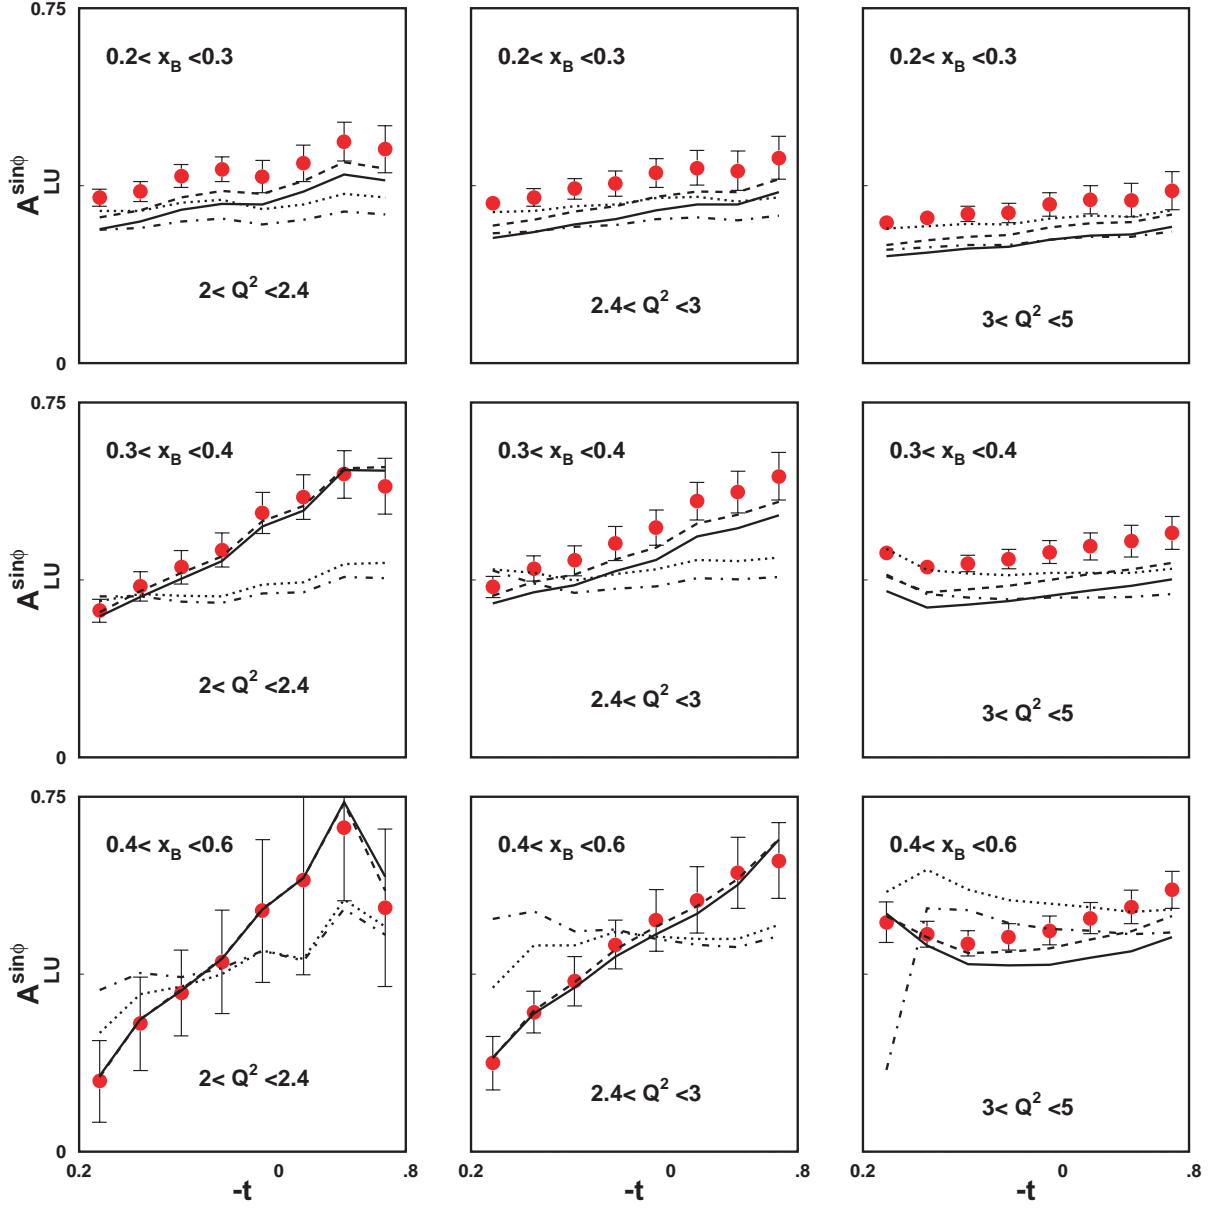 0.75
0.2< x_B <0.3
0.2< x_B <0.3
0.2< x_B <0.3
A_LU^sinϕ
2< Q^2 <2.4
2.4< Q^2 <3
3< Q^2 <5
0
0.75
0.3< x_B <0.4
0.3< x_B <0.4
0.3< x_B <0.4
A_LU^sinϕ
2< Q^2 <2.4
2.4< Q^2 <3
3< Q^2 <5
0
0.75
0.4< x_B <0.6
0.4< x_B <0.6
0.4< x_B <0.6
A_LU^sinϕ
2< Q^2 <2.4
2.4< Q^2 <3
3< Q^2 <5
0
0.2 0 .8 0.2 0 .8 0.2 0 .8
-t -t -t